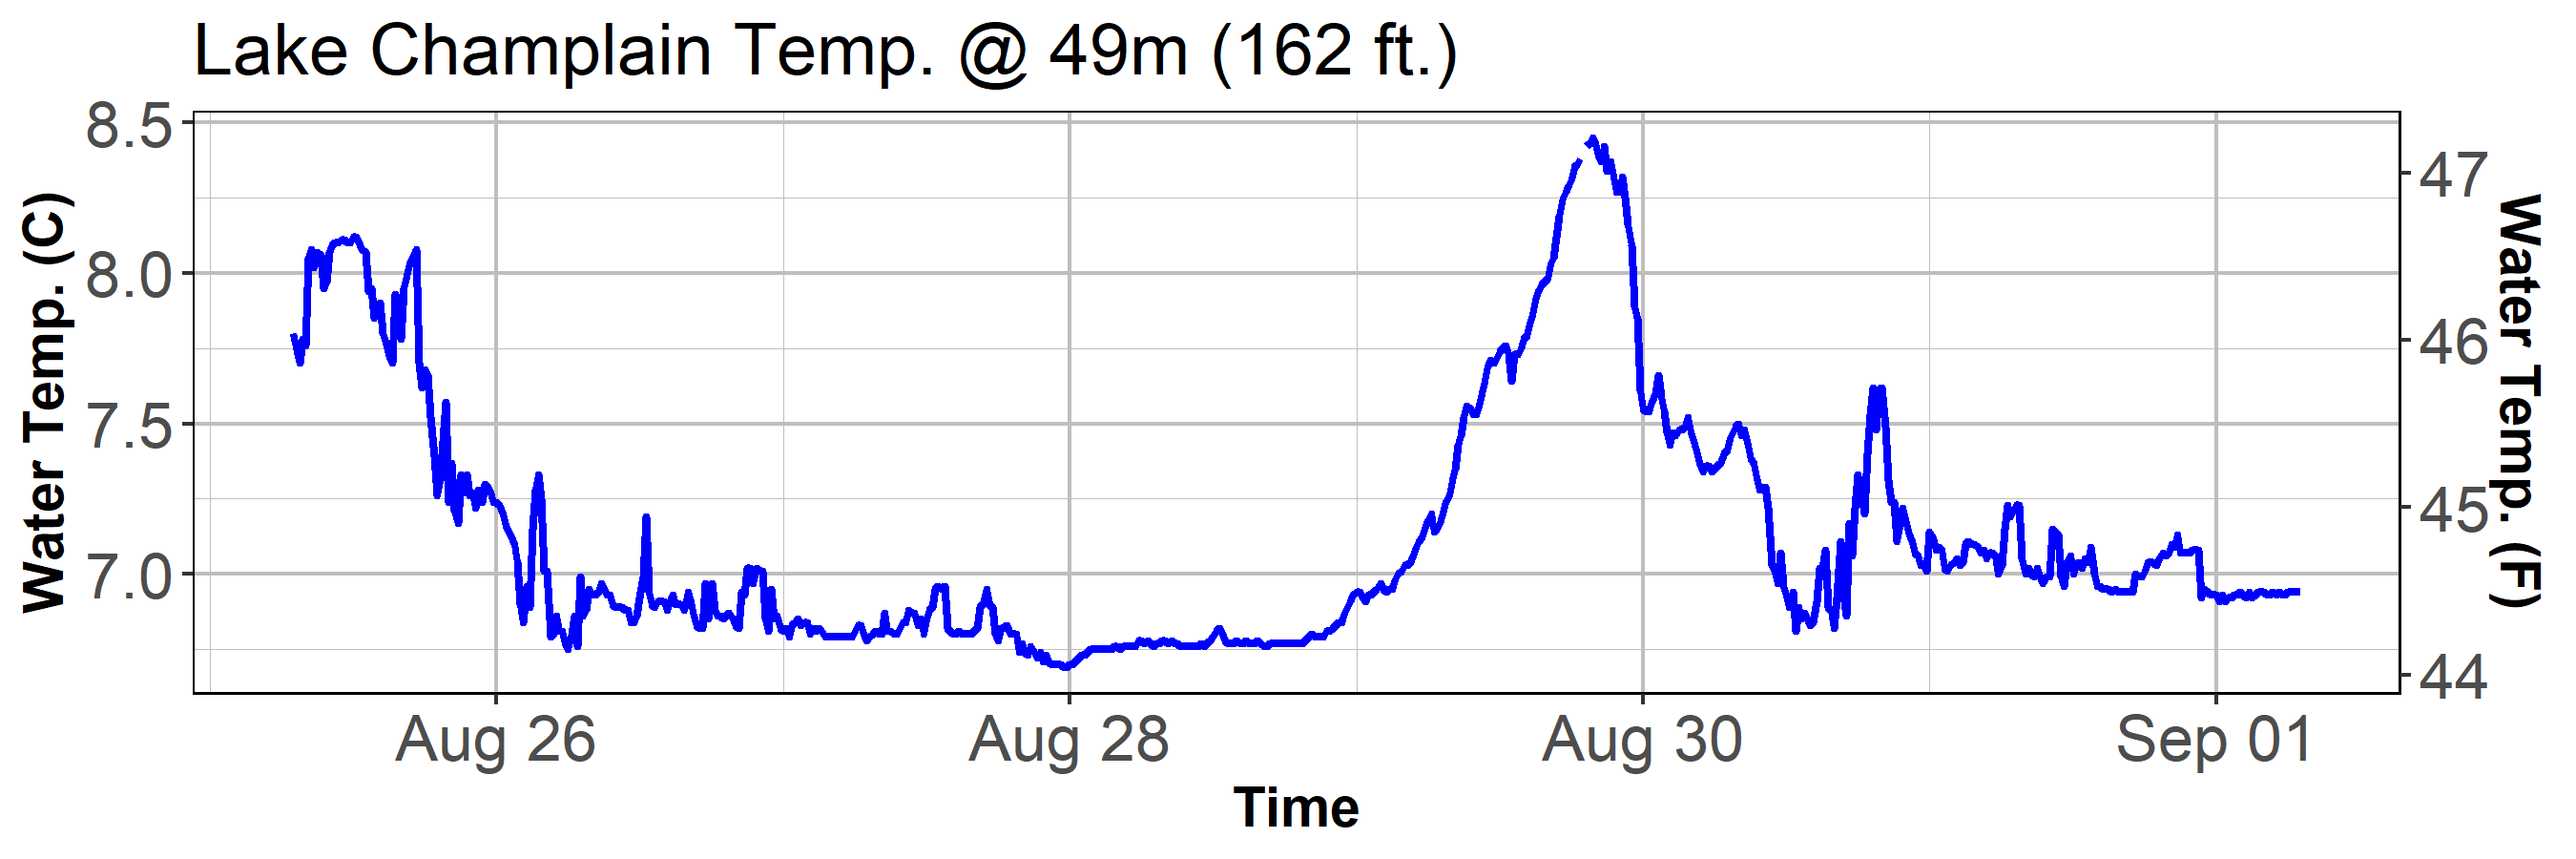 Lake Champlain Temp. @ 49m (162 ft.)
Water Temp. (C)
8.5
8.0
7.5
7.0
47
46
45
44
Water Temp. (F)
Aug 26
Aug 28
Aug 30
Sep 01
Time